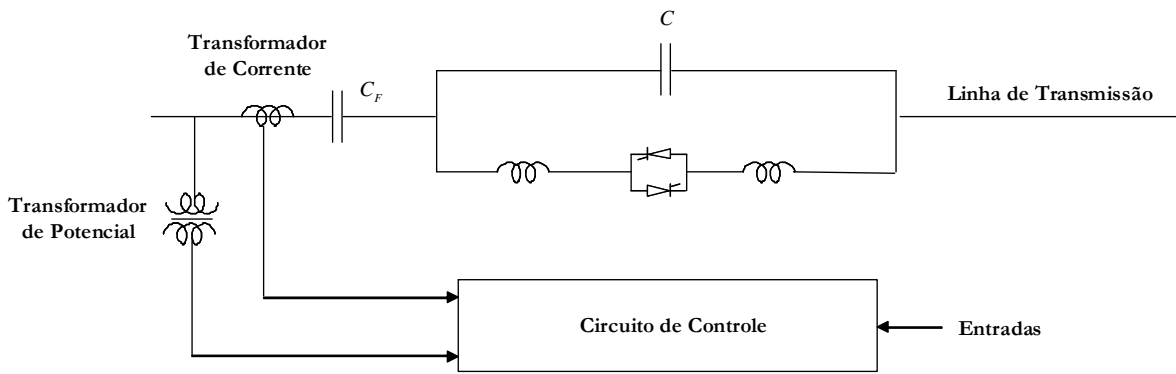 C
Transformador
de Corrente
C_F
Linha de Transmissão
Transformador
de Potencial
Circuito de Controle
Entradas